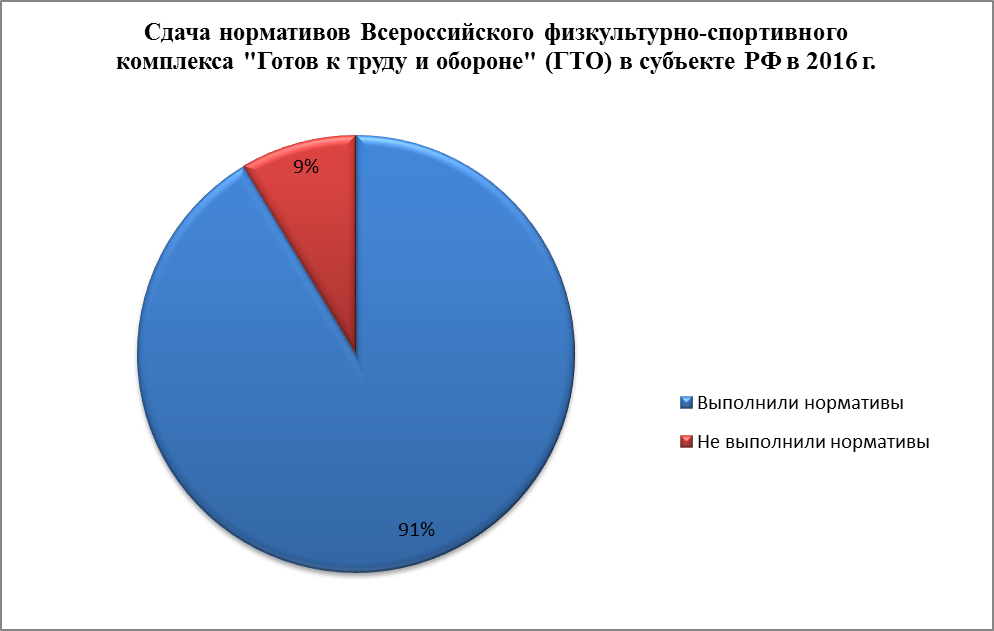 Сдача нормативов Всероссийского физкультурно-спортивного
комплекса "Готов к труду и обороне" (ГТО) в субъекте РФ в 2016 г.
9%
Выполнили нормативы
Не выполнили нормативы
91%